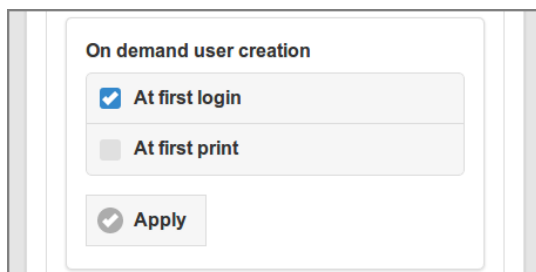 On demand user creation
At first login
At first print
Apply